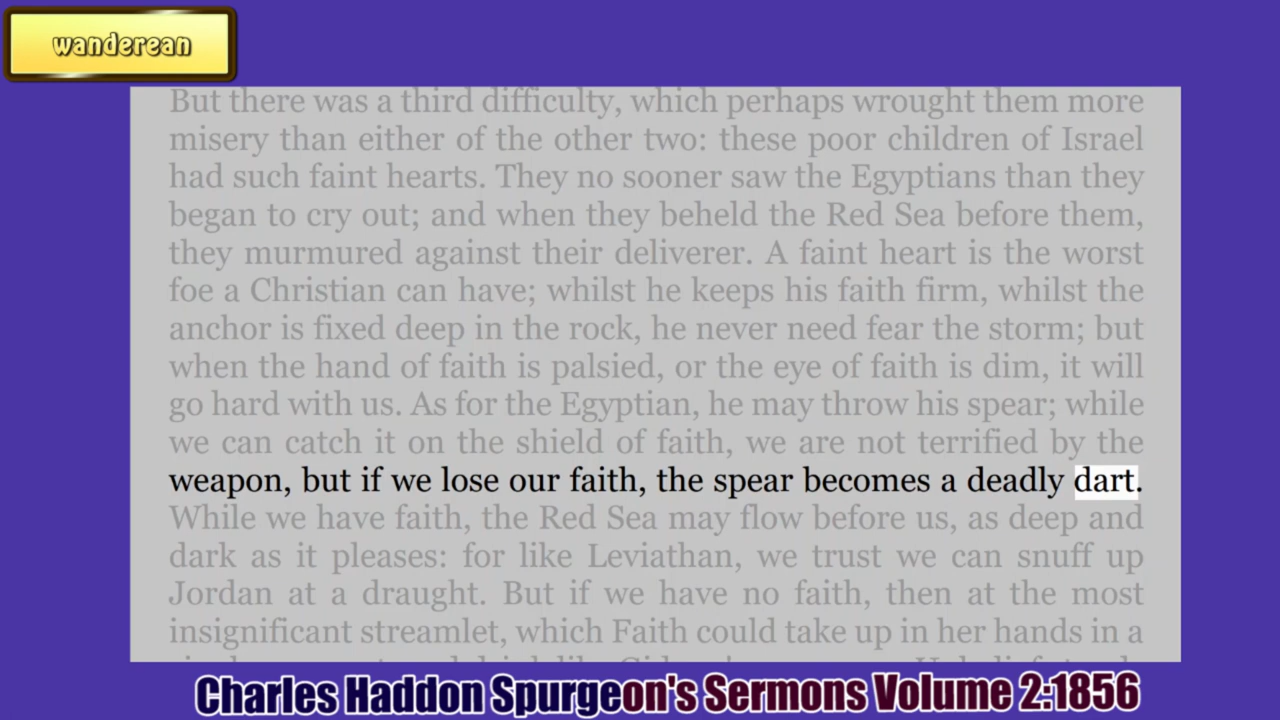 wanderean
But there was a third difficulty, which perhaps wrought them more
misery than either of the other two: these poor children of Israel
had such faint hearts. They no sooner saw the Egyptians than they
began to cry out; and when they beheld the Red Sea before them,
they murmured against their deliverer. A faint heart is the worst
foe a Christian can have; whilst he keeps his faith firm, whilst the
anchor is fixed deep in the rock, he never need fear the storm; but
when the hand of faith is palsied, or the eye of faith is dim, it will
go hard with us. As for the Egyptian, he may throw his spear; while
we can catch it on the shield of faith, we are not terrified by the
weapon, but if we lose our faith, the spear becomes a deadly dart.
While we have faith, the Red Sea may flow before us, as deep and
dark as it pleases: for like Leviathan, we trust we can snuff up
Jordan at a draught. But if we have no faith, then at the most
insignificant streamlet, which Faith could take up in her hands in a
Charles Haddon Spurgeon's Sermons Volume 2:1856